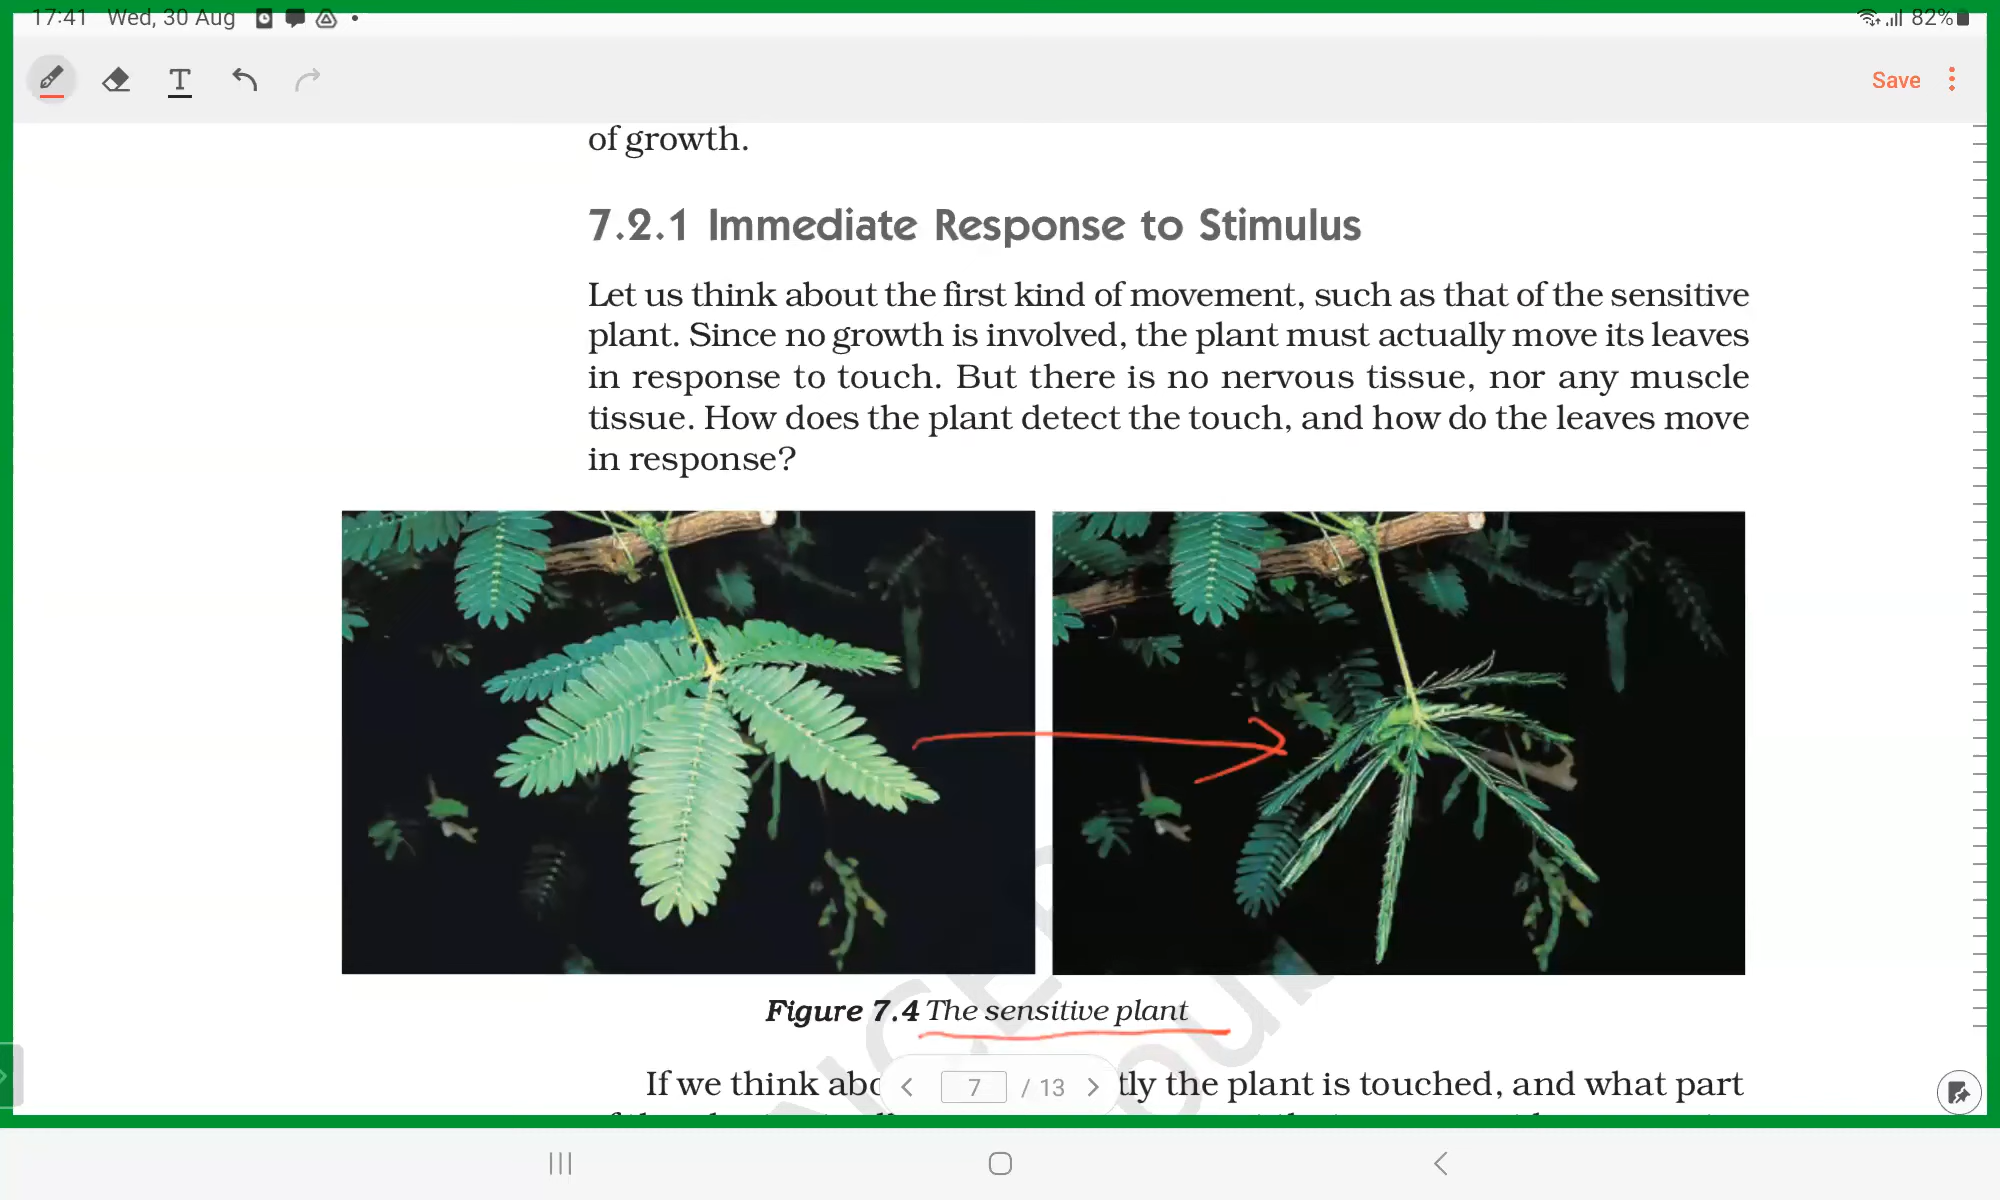 17:41 Wed, 30 Aug
82%
T
Save
of growth.
7.2.1 Immediate Response to Stimulus
Let us think about the first kind of movement, such as that of the sensitive
plant. Since no growth is involved, the plant must actually move its leaves
in response to touch. But there is no nervous tissue, nor any muscle
tissue. How does the plant detect the touch, and how do the leaves move
in response?
Figure 7.4 The sensitive plant
If we think abo
7 / 13
tly the plant is touched, and what part